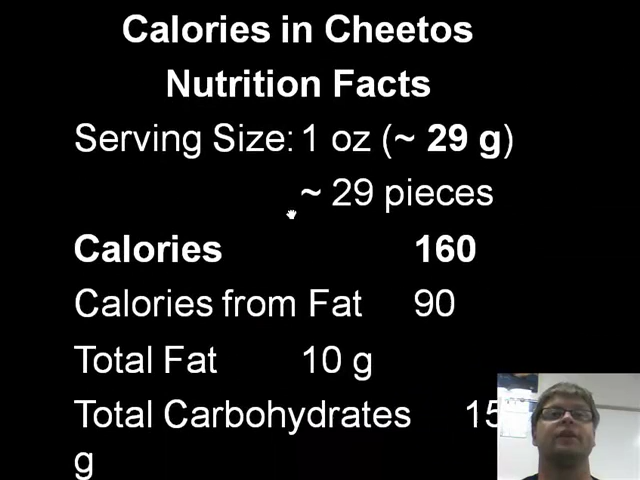 Calories in Cheetos
Nutrition Facts
Serving Size: 1 oz (~ 29 g)
~ 29 pieces
Calories 160
Calories from Fat 90
Total Fat 10 g
Total Carbohydrates 15
g